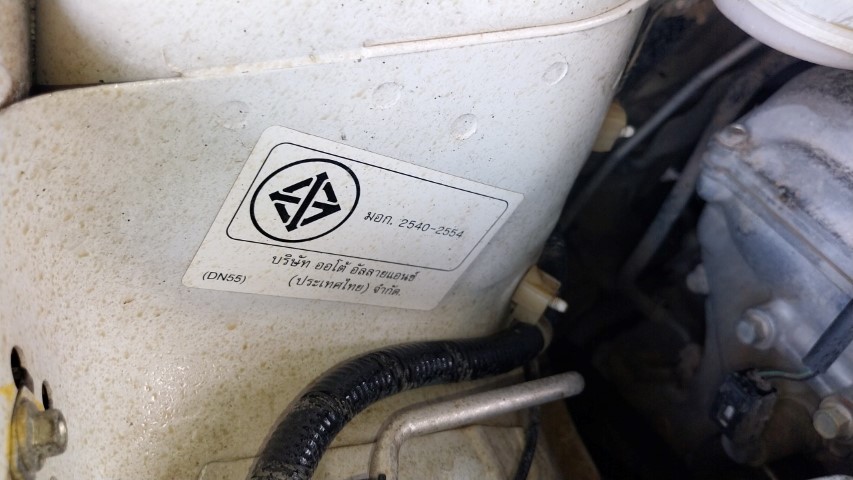 มอก. 2540-2554
บริษัท ออโต้ อัลลายแอนซ์
(ประเทศไทย) จำกัด
(DN55)